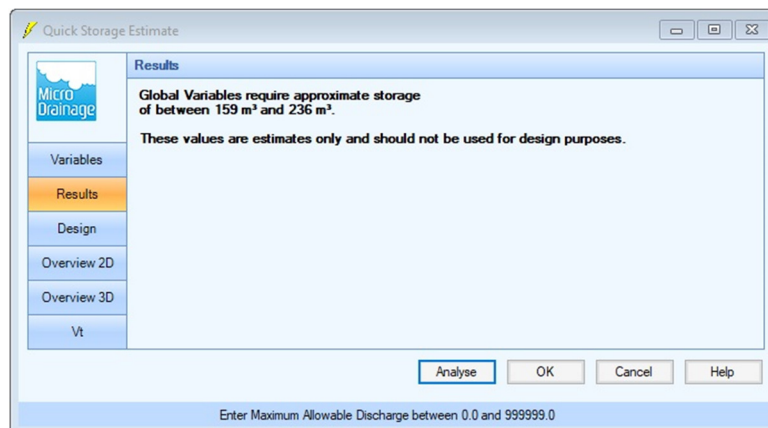 Quick Storage Estimate
Micro
Drainage
Variables
Results
Design
Overview 2D
Overview 3D
Vt
Results
Global Variables require approximate storage
of between 159 m³ and 236 m³.
These values are estimates only and should not be used for design purposes.
Analyse
OK
Cancel
Help
Enter Maximum Allowable Discharge between 0.0 and 999999.0